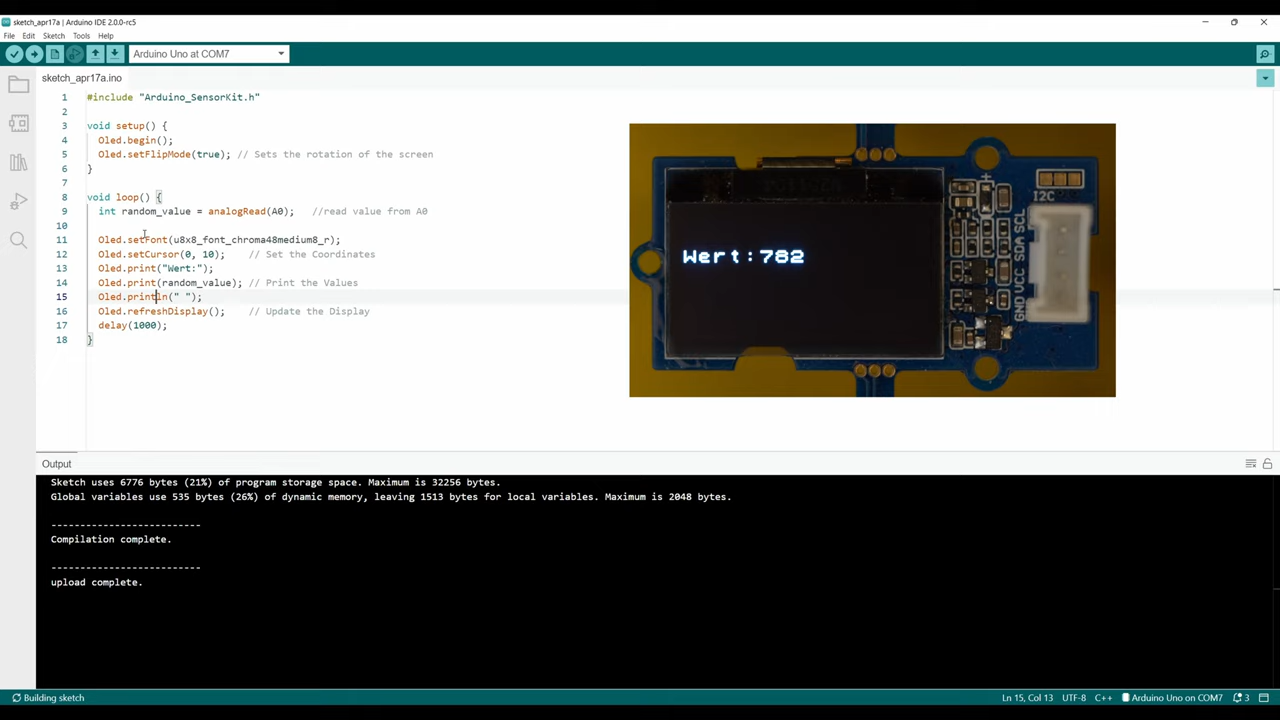 sketch_apr17a | Arduino IDE 2.0.0-rc5
File Edit Sketch Tools Help
Arduino Uno at COM7
sketch_apr17a.ino
1 #include "Arduino_SensorKit.h"
2
3 void setup() {
4 Oled.begin();
5 Oled.setFlipMode(true); // Sets the rotation of the screen
6 }
7
8 void loop() {
9 int random_value = analogRead(A0); //read value from A0
10
11 Oled.setFont(u8x8_font_chroma48medium8_r);
12 Oled.setCursor(0, 10); // Set the Coordinates
13 Oled.print("Wert:");
14 Oled.print(random_value); // Print the Values
15 Oled.println(" ");
16 Oled.refreshDisplay(); // Update the Display
17 delay(1000);
18 }
Wert:782
I2C
GND VCC SDA SCL
Output
Sketch uses 6776 bytes (21%) of program storage space. Maximum is 32256 bytes.
Global variables use 535 bytes (26%) of dynamic memory, leaving 1513 bytes for local variables. Maximum is 2048 bytes.
--------------------------
Compilation complete.
--------------------------
upload complete.
Building sketch
Ln 15, Col 13 UTF-8 C++ Arduino Uno on COM7 3